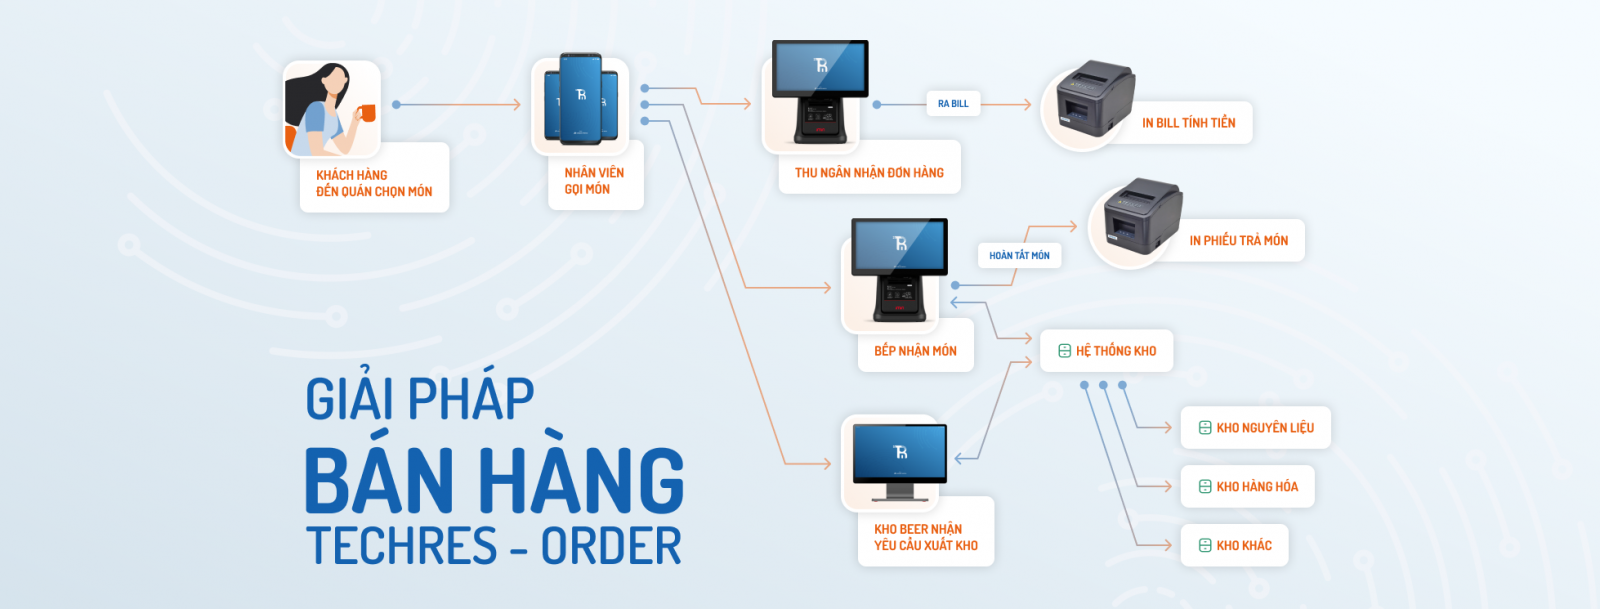 KHÁCH HÀNG
ĐẾN QUÁN CHỌN MÓN
NHÂN VIÊN
GỌI MÓN
THU NGÂN NHẬN ĐƠN HÀNG
RA BILL
IN BILL TÍNH TIỀN
BẾP NHẬN MÓN
HOÀN TẤT MÓN
IN PHIẾU TRẢ MÓN
HỆ THỐNG KHO
KHO NGUYÊN LIỆU
KHO HÀNG HÓA
KHO KHÁC
KHO BEER NHẬN
YÊU CẦU XUẤT KHO
GIẢI PHÁP
BÁN HÀNG
TECHRES - ORDER